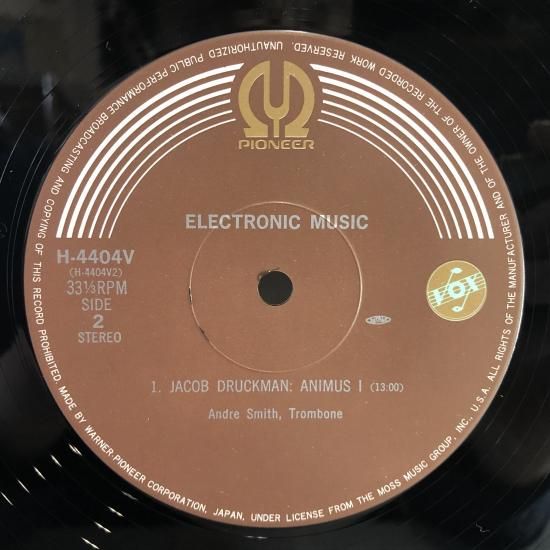 PIONEER
ELECTRONIC MUSIC
H-4404V
(H-4404V2)
33⅓RPM
SIDE
2
STEREO
VOX
1. JACOB DRUCKMAN: ANIMUS I (13:00)
Andre Smith, Trombone
MADE BY WARNER PIONEER CORPORATION, JAPAN, UNDER LICENSE FROM THE MOSS MUSIC GROUP, INC., U.S.A. ALL RIGHTS OF THE MANUFACTURER AND OF THE OWNER OF THE RECORDED WORK RESERVED. UNAUTHORIZED PUBLIC PERFORMANCE BROADCASTING AND COPYING OF THIS RECORD PROHIBITED.